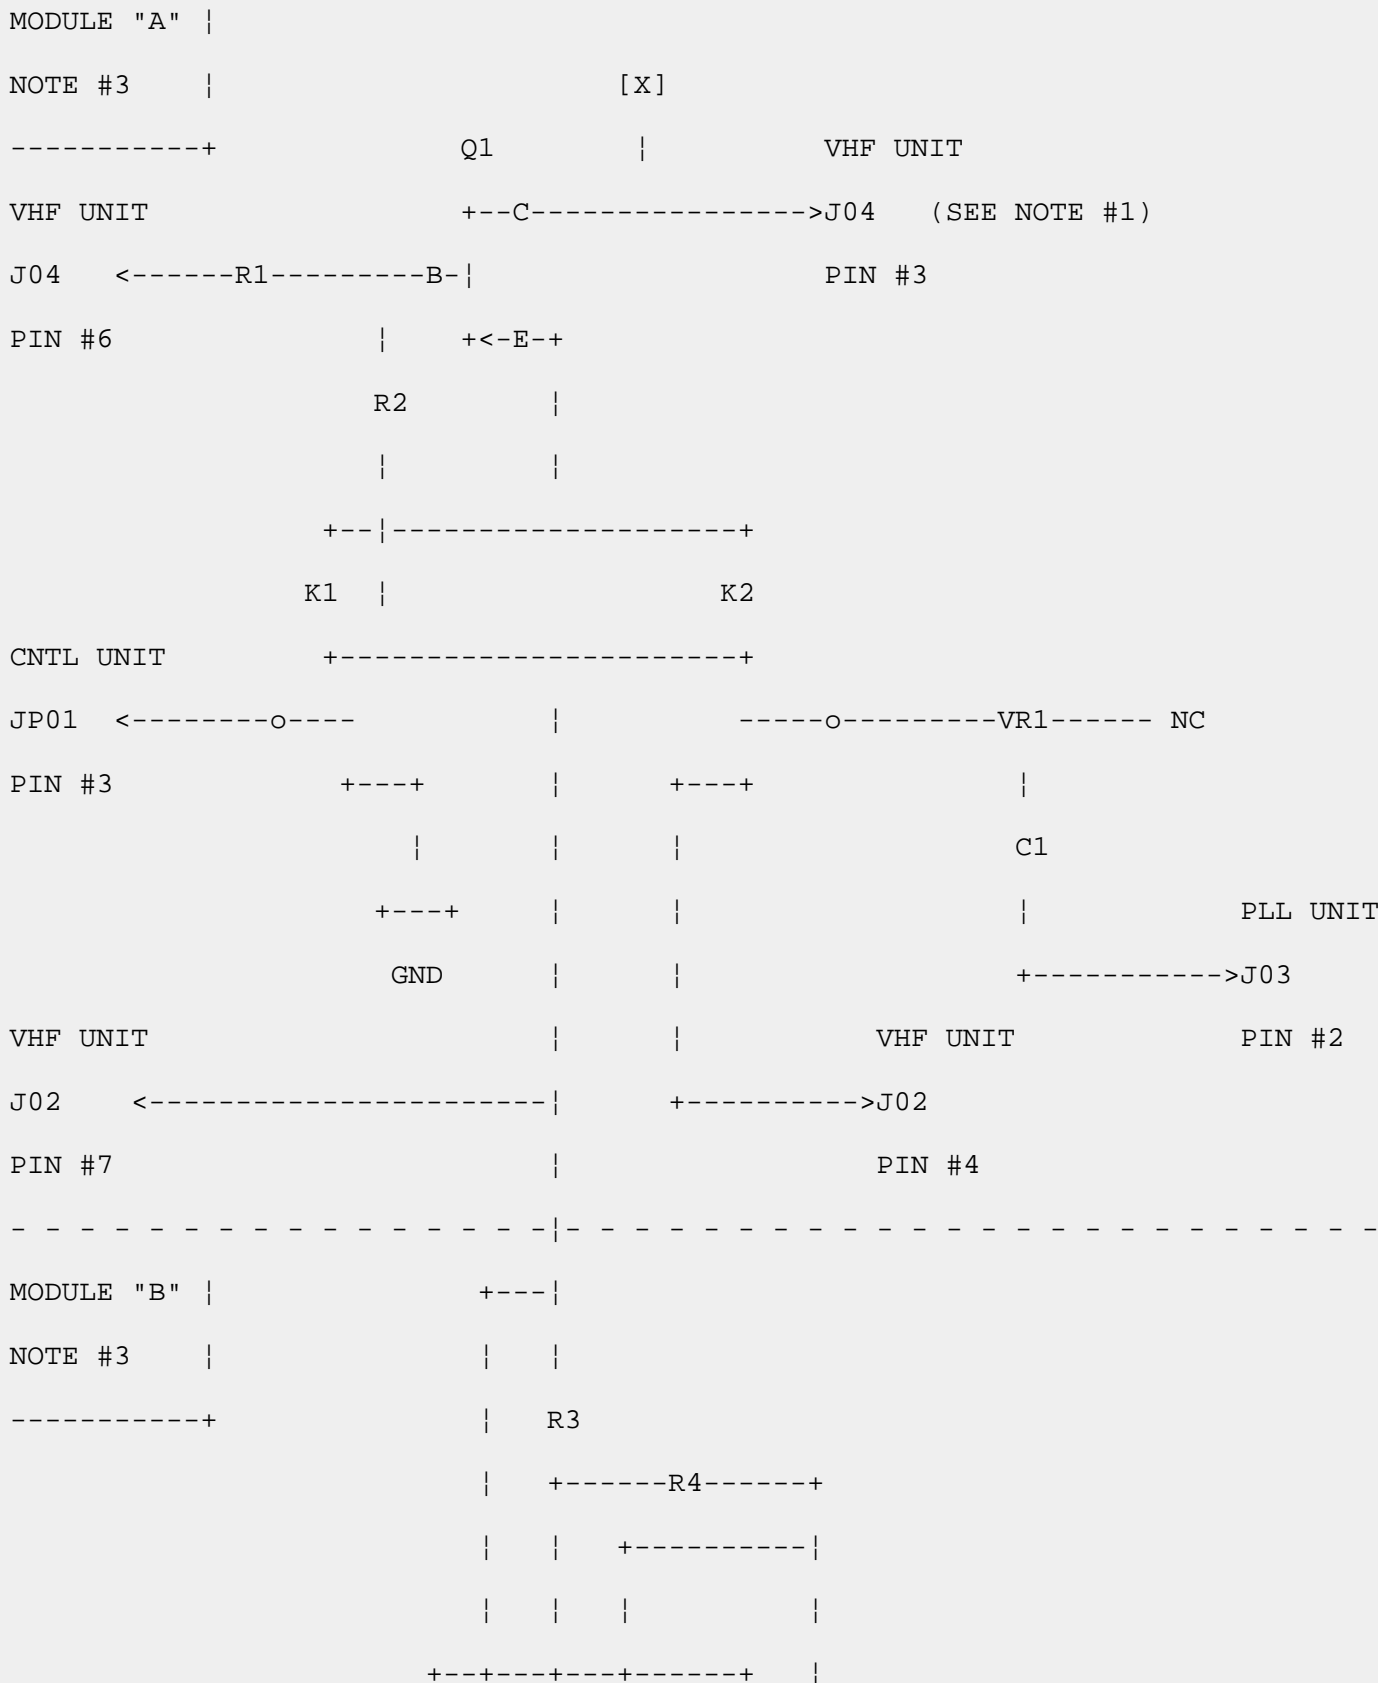 MODULE "A" ¦
NOTE #3    ¦                       [X]
-----------+              Q1       ¦          VHF UNIT
VHF UNIT                  +--C---------------->J04   (SEE NOTE #1)
J04   <------R1---------B-¦                    PIN #3
PIN #6               ¦    +<-E-+
                     R2        ¦
                     ¦         ¦
                  +--¦--------------------+
                 K1  ¦                   K2
CNTL UNIT         +-----------------------+
JP01  <--------o----           ¦          -----o---------VR1------ NC
PIN #3             +---+       ¦      +---+               ¦
                       ¦       ¦      ¦                   C1
                     +---+     ¦      ¦                   ¦            PLL UNIT
                      GND      ¦      ¦                   +----------->J03
VHF UNIT                       ¦      ¦           VHF UNIT             PIN #2
J02    <-----------------------¦      +---------->J02
PIN #7                         ¦                  PIN #4
- - - - - - - - - - - - - - - -¦- - - - - - - - - - - - - - - - - - - - - - - -
MODULE "B" ¦               +---¦
NOTE #3    ¦               ¦   ¦
-----------+               ¦   R3
                           ¦   +------R4------+
                           ¦   ¦   +----------¦
                           ¦   ¦   ¦          ¦
                        +--+---+---+------+   ¦